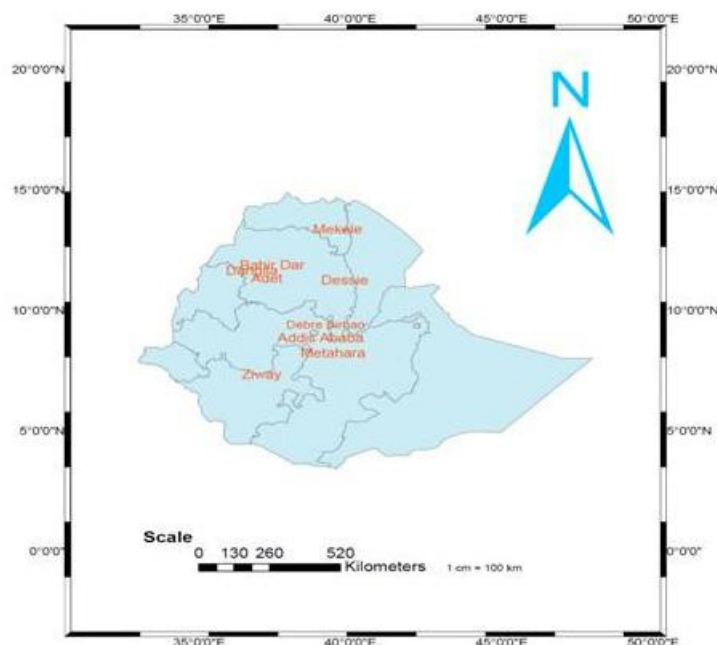 35°0'0"E 40°0'0"E 45°0'0"E 50°0'0"E
20°0'0"N 20°0'0"N
N
15°0'0"N 15°0'0"N
Mekele
Bahir Dar
Dangila
Adet Dessie
10°0'0"N 10°0'0"N
Debre Birhan
Addis Ababa
Metahara
Ziway
5°0'0"N 5°0'0"N
Scale
0°0'0" 0 130 260 520 0°0'0"
Kilometers 1 cm = 100 km
35°0'0"E 40°0'0"E 45°0'0"E 50°0'0"E